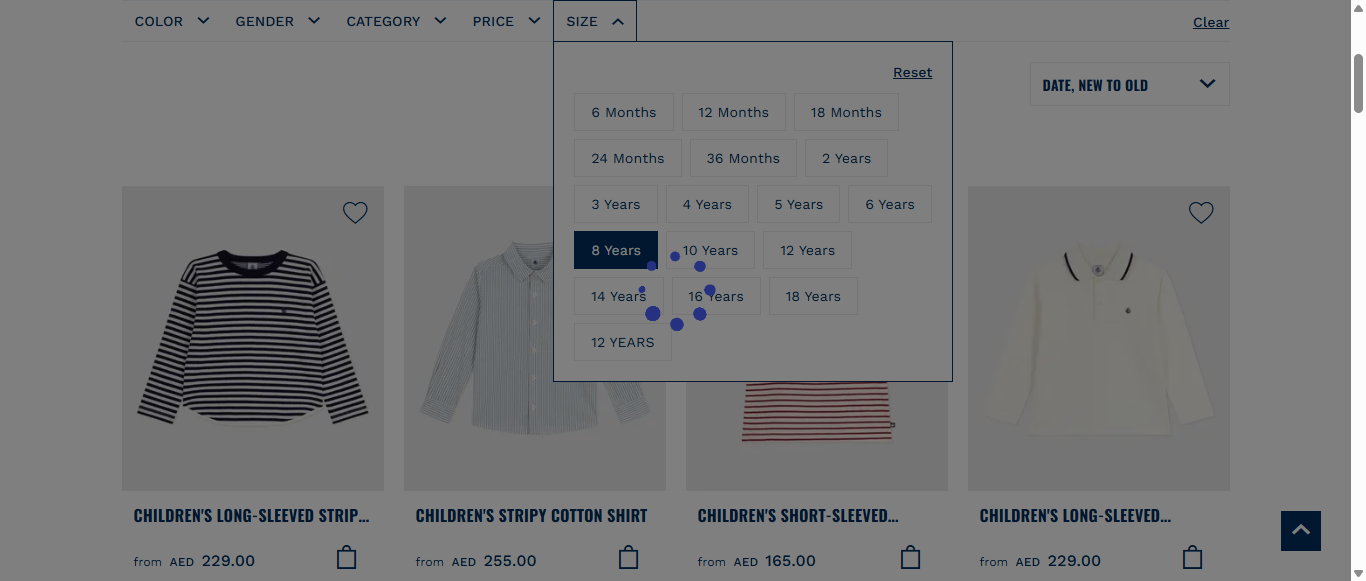 COLOR GENDER CATEGORY PRICE SIZE Clear
Reset
DATE, NEW TO OLD
6 Months 12 Months 18 Months
24 Months 36 Months 2 Years
3 Years 4 Years 5 Years 6 Years
8 Years 10 Years 12 Years
14 Years 16 Years 18 Years
12 YEARS
CHILDREN'S LONG-SLEEVED STRIP... CHILDREN'S STRIPY COTTON SHIRT CHILDREN'S SHORT-SLEEVED... CHILDREN'S LONG-SLEEVED...
from AED 229.00 from AED 255.00 from AED 165.00 from AED 229.00